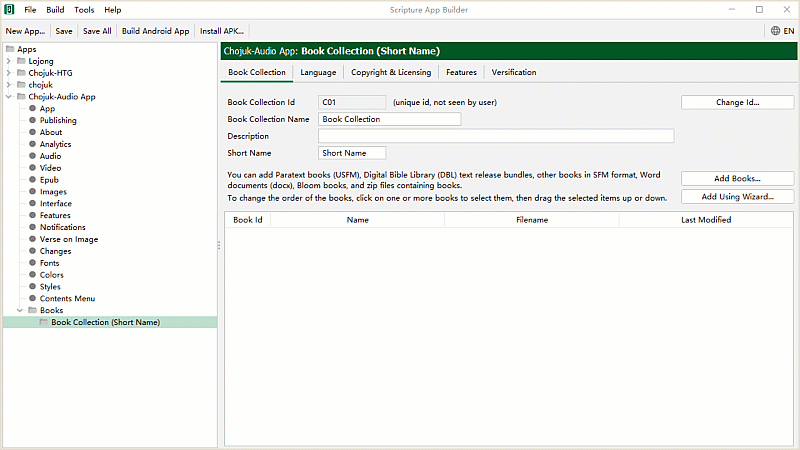 File Build Tools Help
Scripture App Builder
New App... Save Save All Build Android App Install APK...
EN
Apps
Lojong
Chojuk-HTG
chojuk
Chojuk-Audio App
App
Publishing
About
Analytics
Audio
Video
Epub
Images
Interface
Features
Notifications
Verse on Image
Changes
Fonts
Colors
Styles
Contents Menu
Books
Book Collection (Short Name)
Chojuk-Audio App: Book Collection (Short Name)
Book Collection Language Copyright & Licensing Features Versification
Book Collection Id C01 (unique id, not seen by user) Change Id...
Book Collection Name Book Collection
Description
Short Name Short Name
You can add Paratext books (USFM), Digital Bible Library (DBL) text release bundles, other books in SFM format, Word
documents (docx), Bloom books, and zip files containing books.
Add Books...
To change the order of the books, click on one or more books to select them, then drag the selected items up or down.
Add Using Wizard...
Book Id Name Filename Last Modified